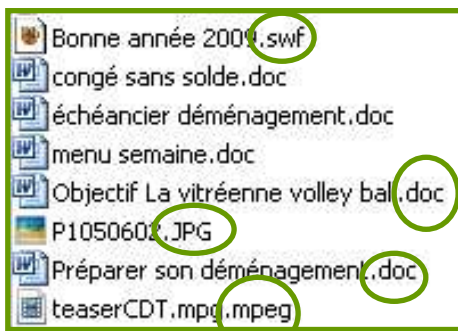 Bonne année 2009.swf
congé sans solde.doc
échéancier déménagement.doc
menu semaine.doc
Objectif La vitréenne volley ball.doc
P1050602.JPG
Préparer son déménagement.doc
teaserCDT.mpg.mpeg